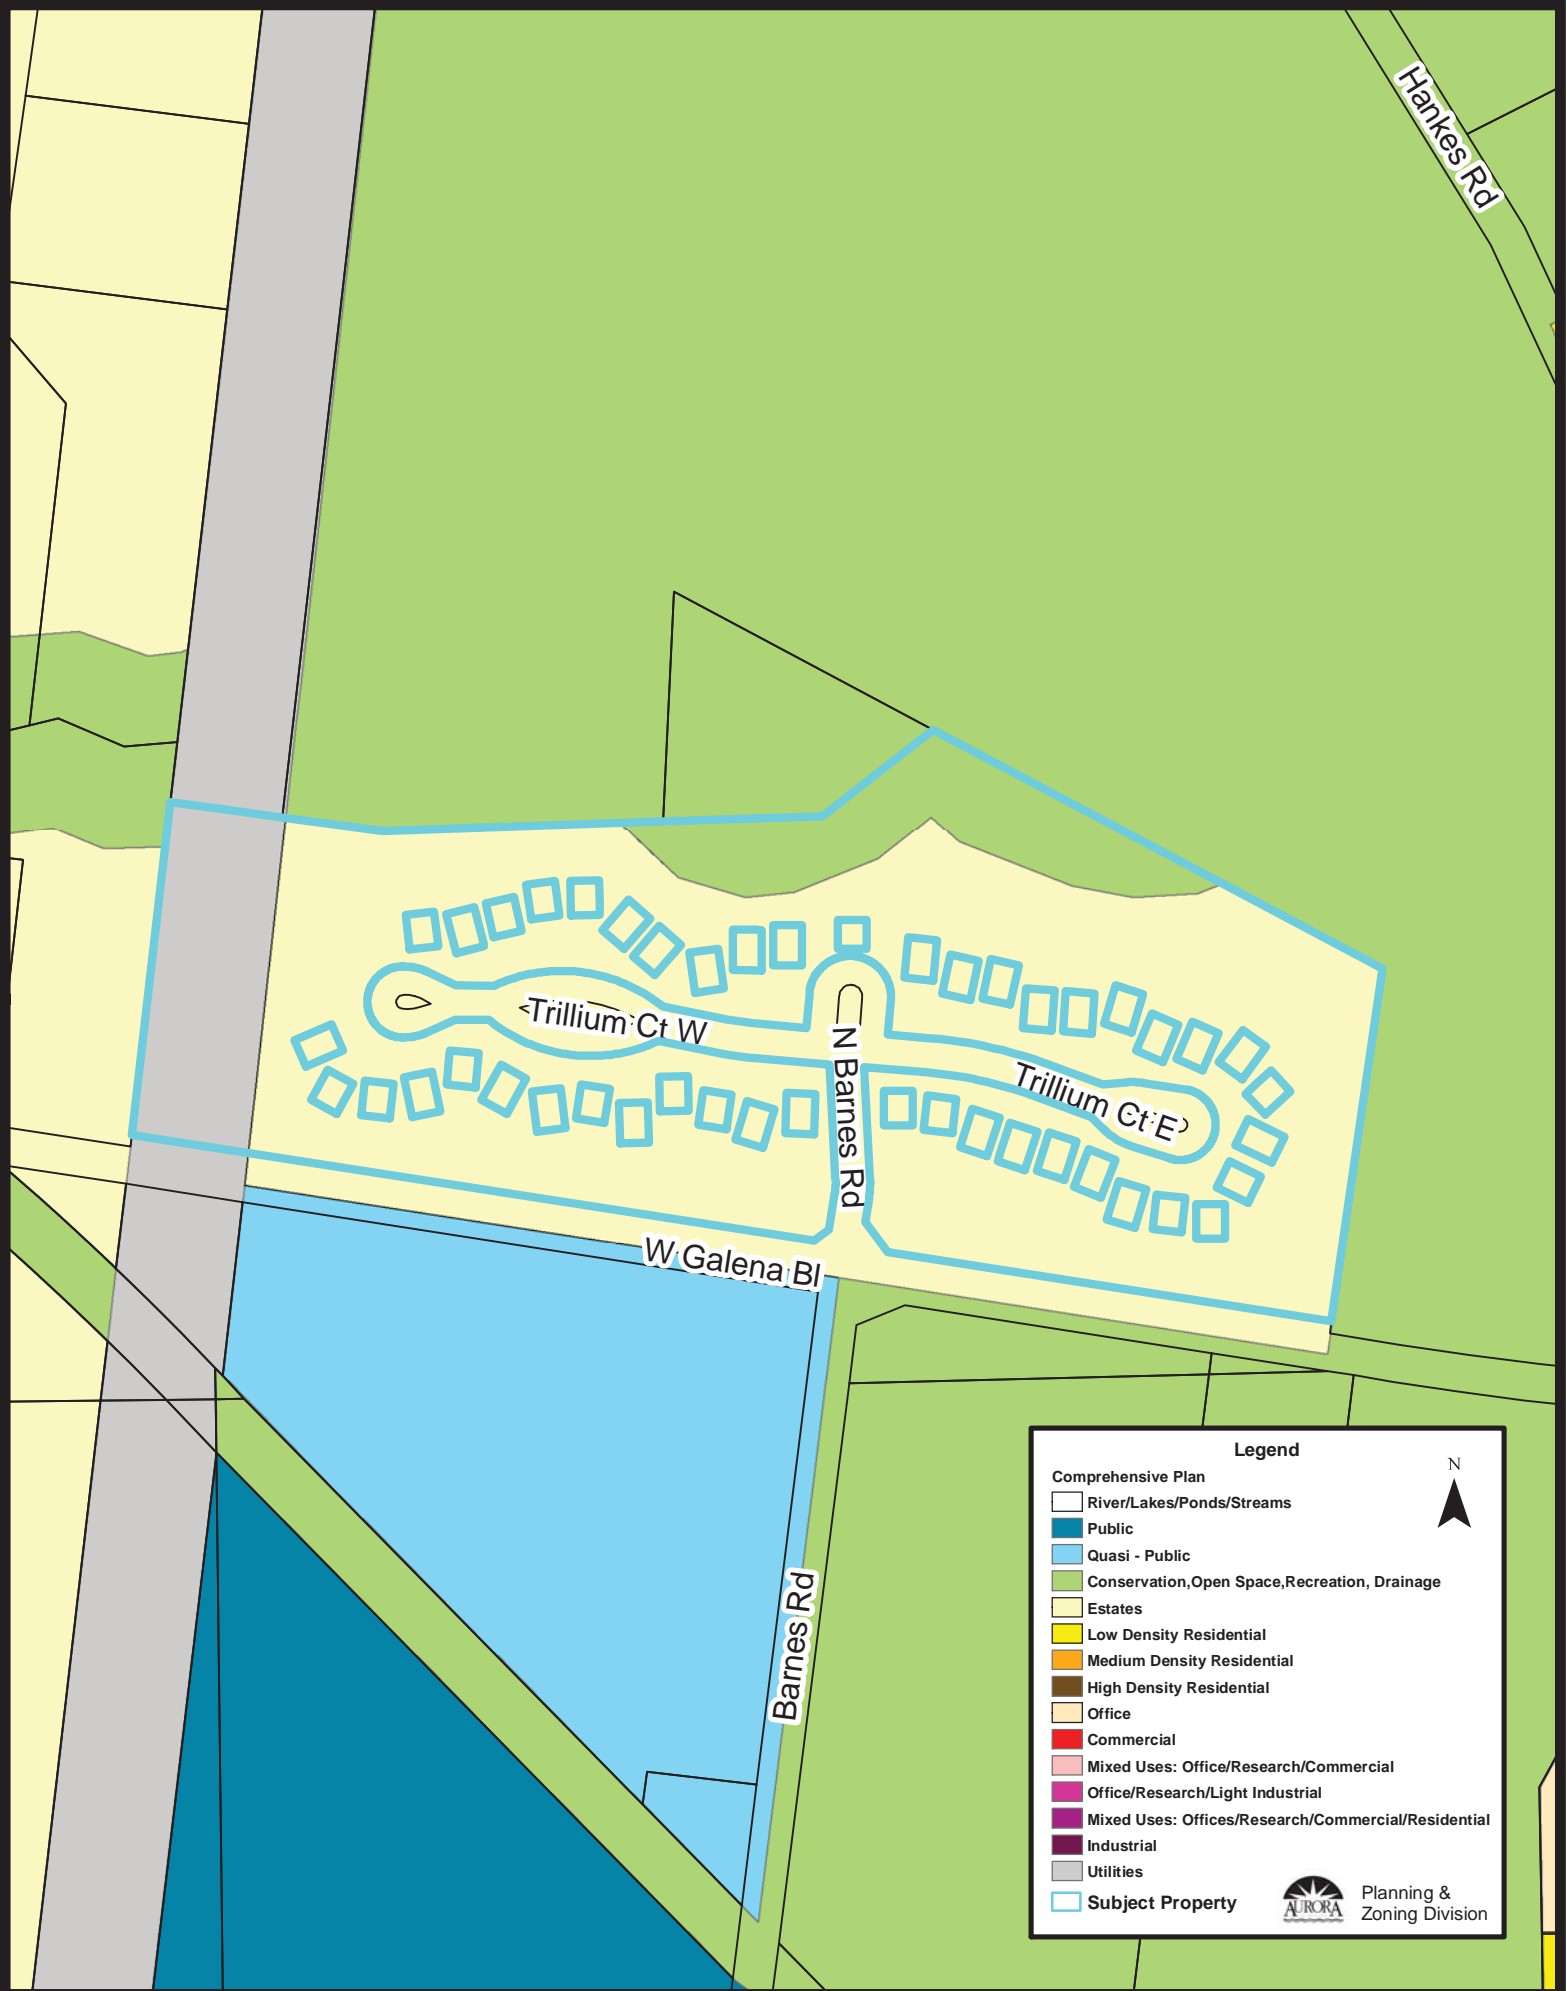 Hankes Rd
Trillium Ct W
N Barnes Rd
Trillium Ct E
W Galena Bl
Barnes Rd
Legend
N
Comprehensive Plan
River/Lakes/Ponds/Streams
Public
Quasi - Public
Conservation,Open Space,Recreation, Drainage
Estates
Low Density Residential
Medium Density Residential
High Density Residential
Office
Commercial
Mixed Uses: Office/Research/Commercial
Office/Research/Light Industrial
Mixed Uses: Offices/Research/Commercial/Residential
Industrial
Utilities
Subject Property
AURORA
Planning &
Zoning Division